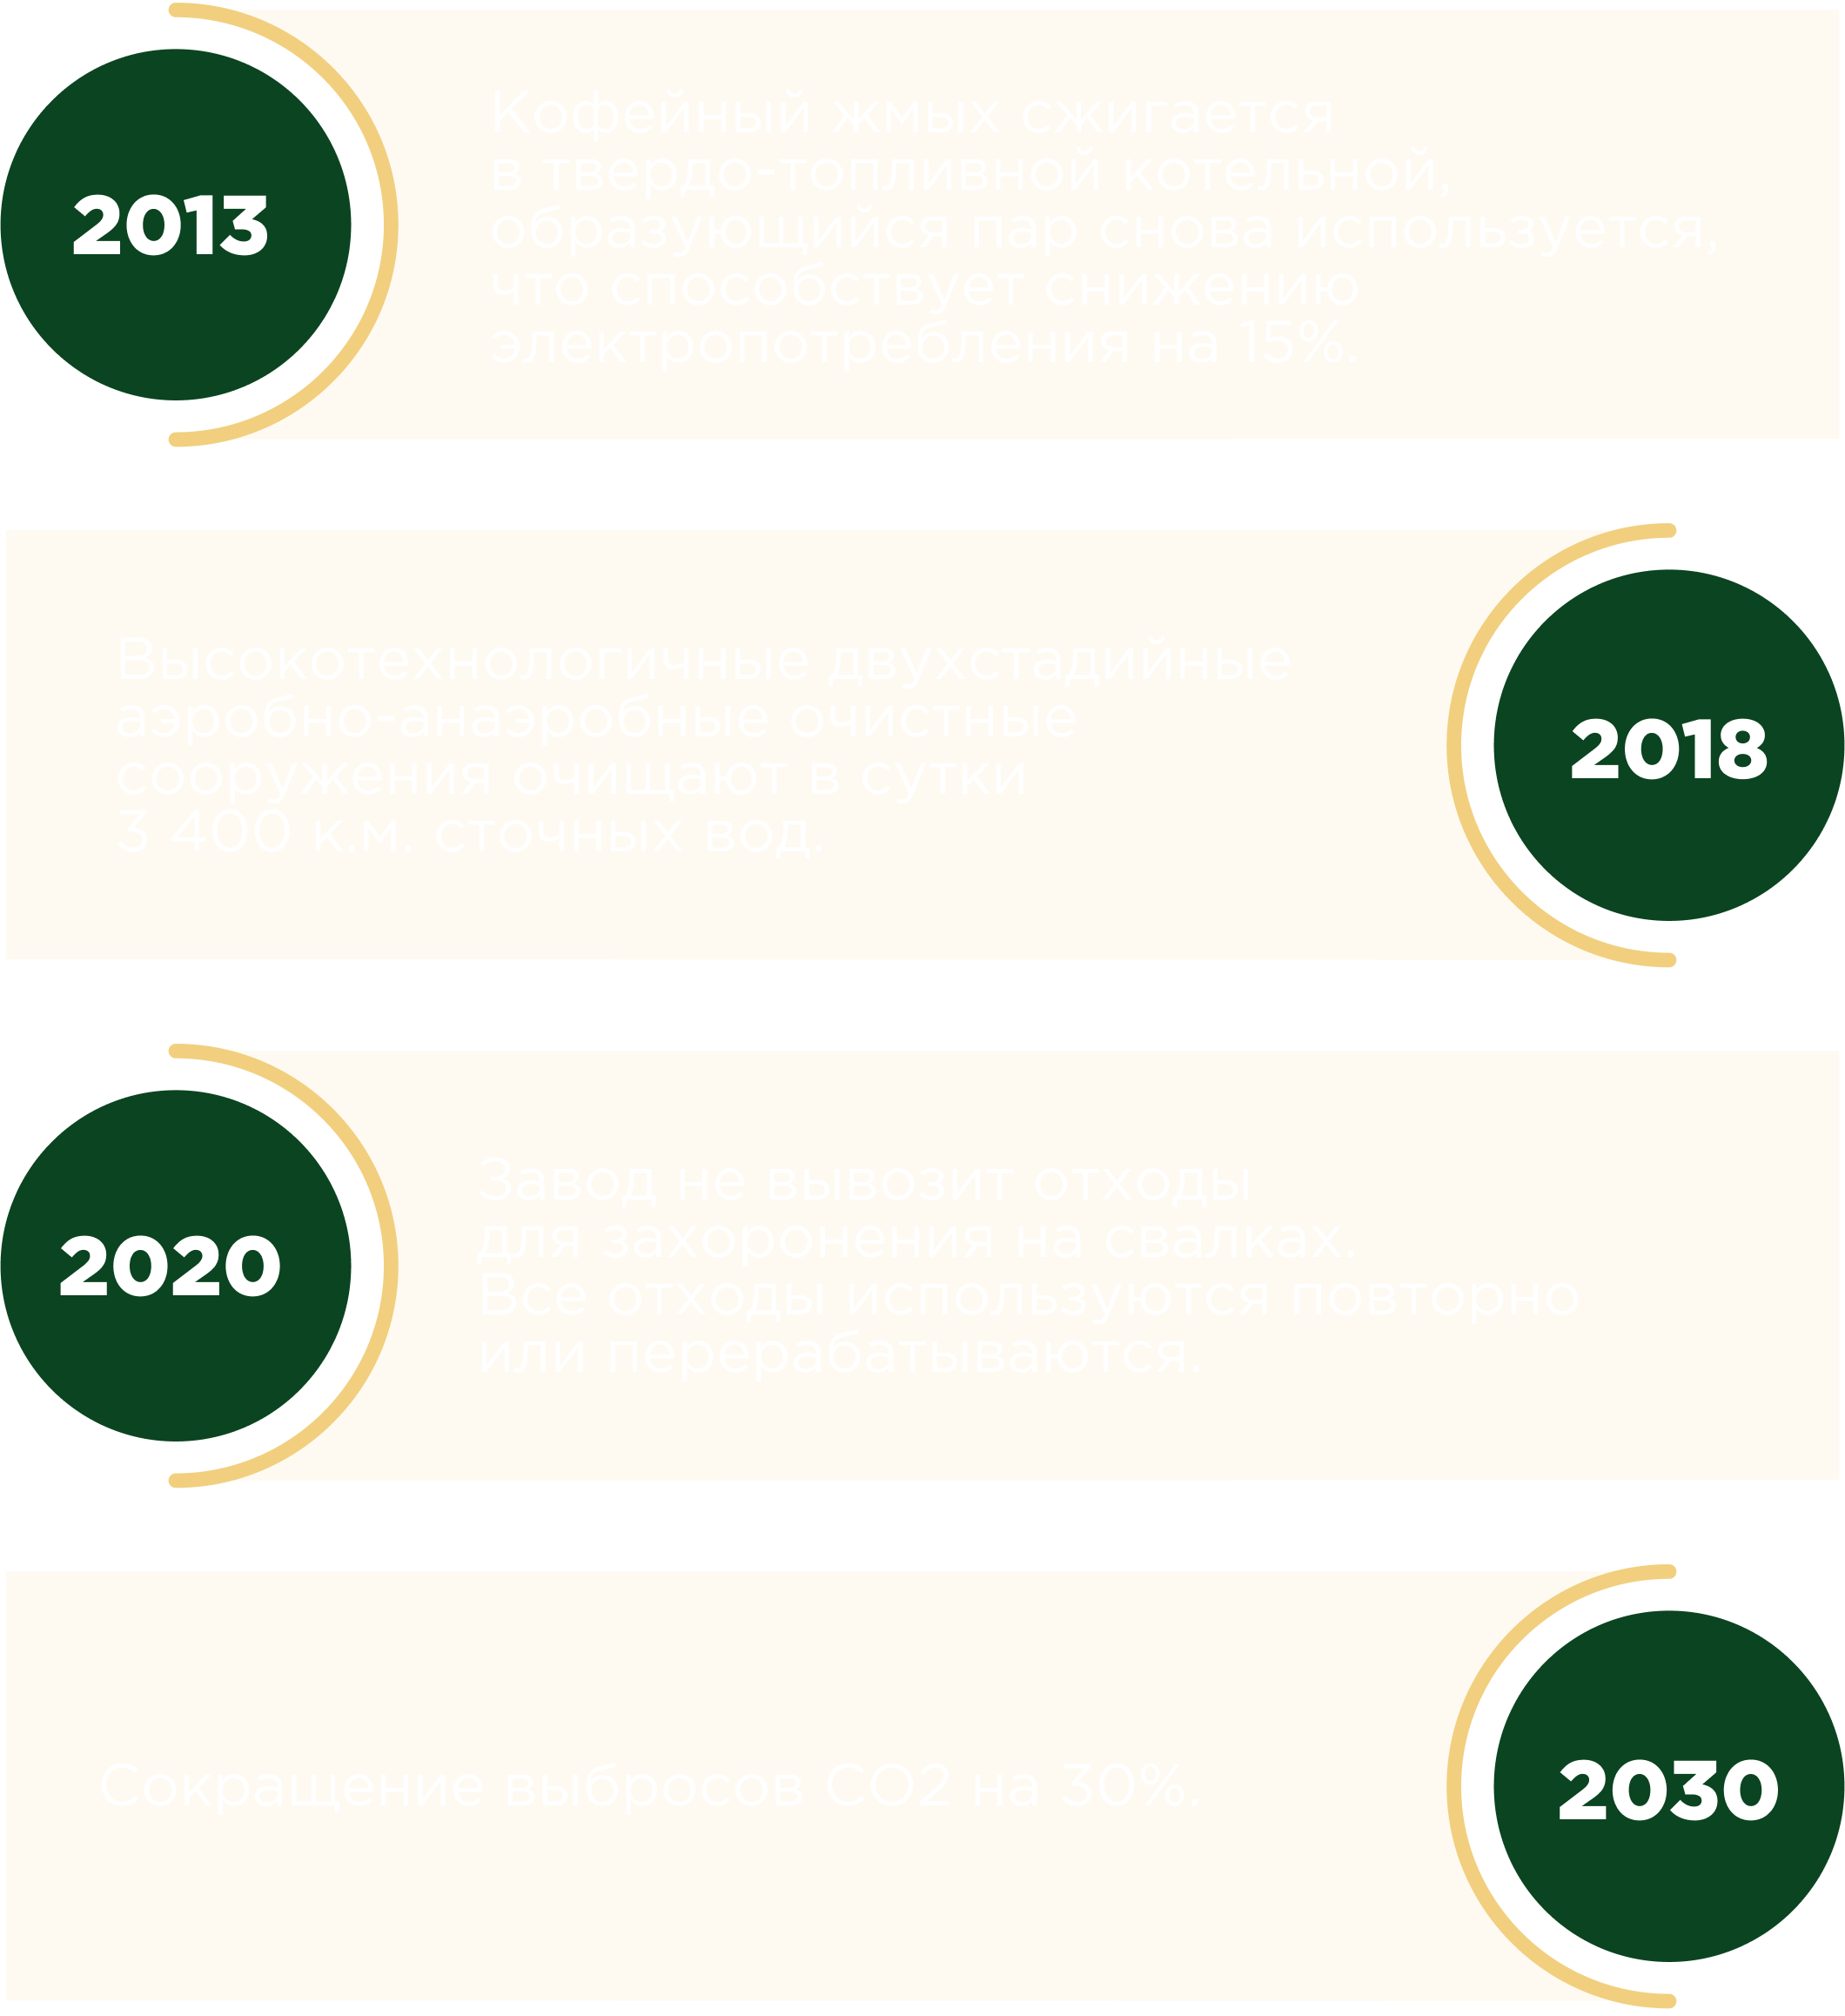 2013
Кофейный жмых сжигается
в твердо-топливной котельной,
образующийся пар снова используется,
что способствует снижению
электропотребления на 15%.
Высокотехнологичные двухстадийные
аэробно-анаэробные очистные
сооружения очищают в сутки
3 400 к.м. сточных вод.
2018
2020
Завод не вывозит отходы
для захоронения на свалках.
Все отходы используются повторно
или перерабатываются.
Сокращение выбросов СО2 на 30%.
2030